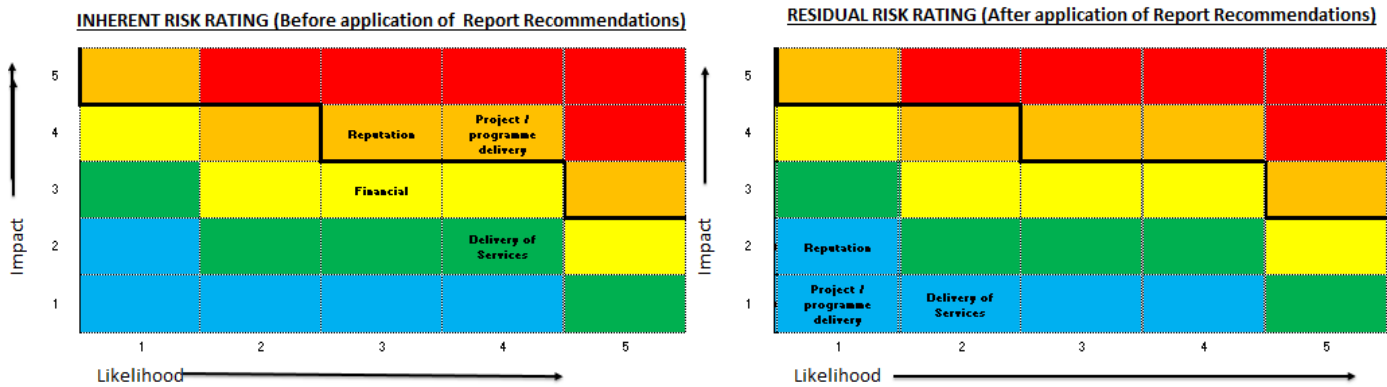 INHERENT RISK RATING (Before application of Report Recommendations)
5
4
Reputation
Project /
programme
delivery
3
Financial
2
Delivery of
Services
1
1 2 3 4 5
Impact
Likelihood
RESIDUAL RISK RATING (After application of Report Recommendations)
5
4
3
2
Reputation
1
Project /
programme
delivery
Delivery of
Services
1 2 3 4 5
Impact
Likelihood